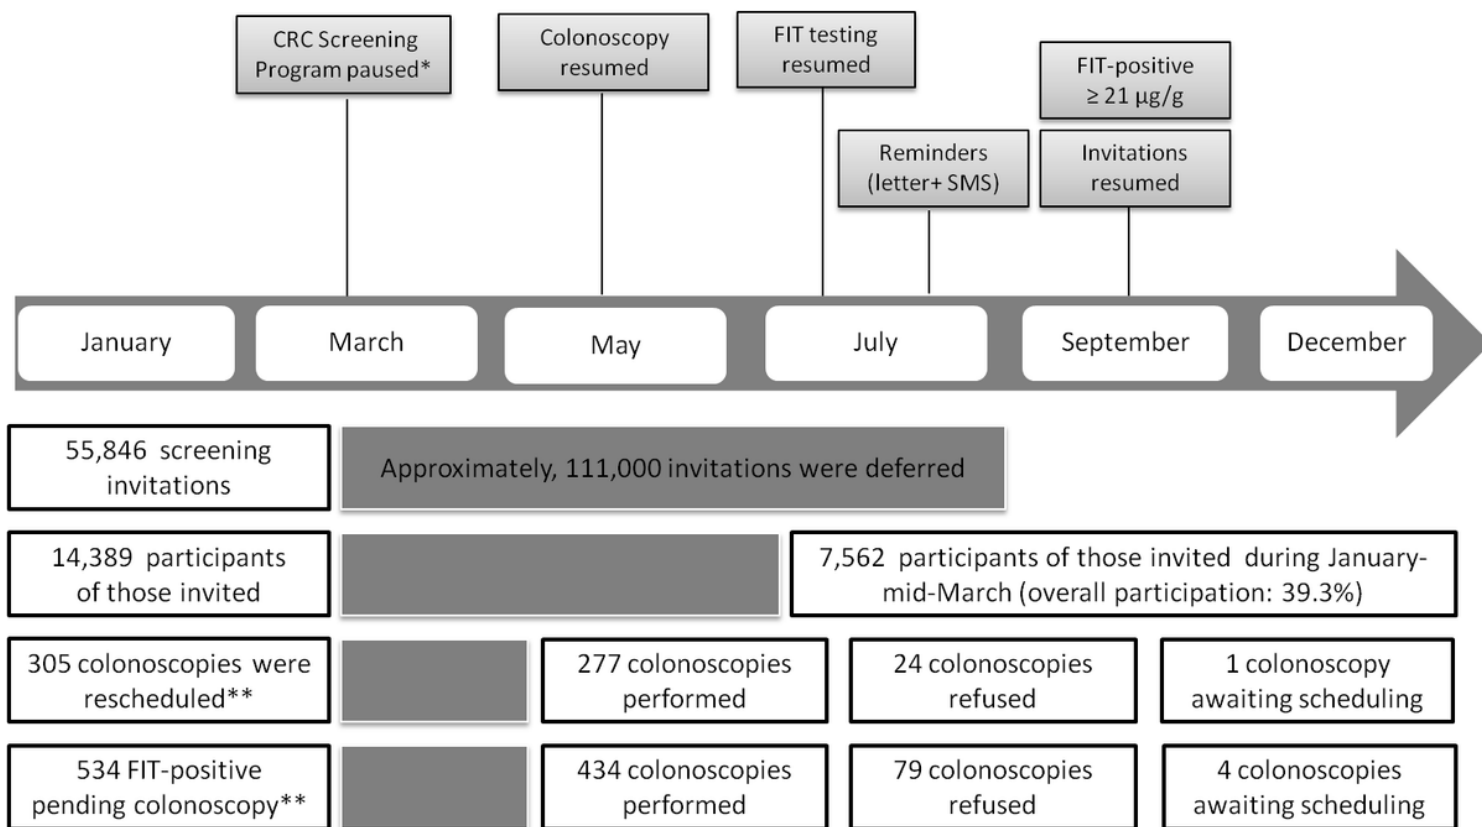 CRC Screening
Program paused*
Colonoscopy
resumed
FIT testing
resumed
FIT-positive
≥ 21 µg/g
Reminders
(letter+ SMS)
Invitations
resumed
January
March
May
July
September
December
55,846 screening
invitations
Approximately, 111,000 invitations were deferred
14,389 participants
of those invited
7,562 participants of those invited during January-
mid-March (overall participation: 39.3%)
305 colonoscopies were
rescheduled**
277 colonoscopies
performed
24 colonoscopies
refused
1 colonoscopy
awaiting scheduling
534 FIT-positive
pending colonoscopy**
434 colonoscopies
performed
79 colonoscopies
refused
4 colonoscopies
awaiting scheduling